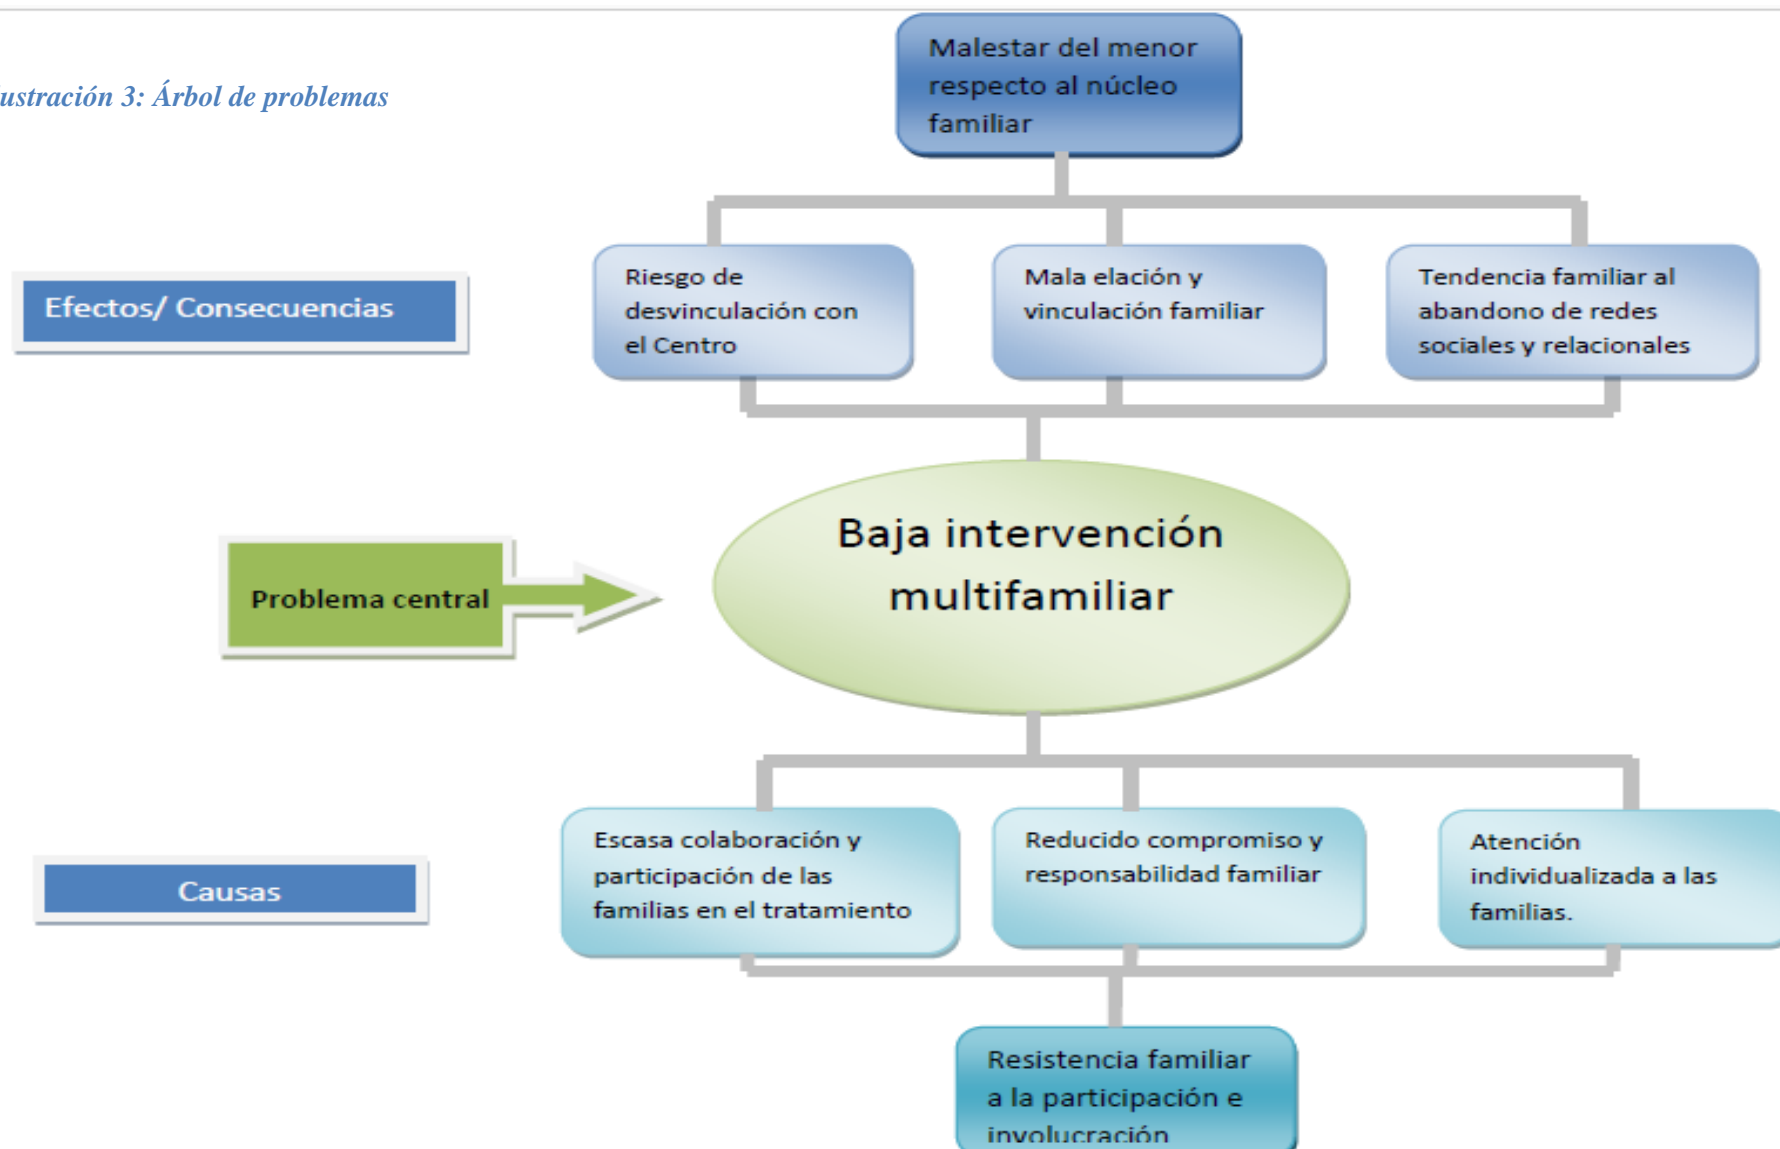 Malestar del menor
respecto al núcleo
familiar
ustración 3: Árbol de problemas
Efectos/ Consecuencias
Riesgo de
desvinculación con
el Centro
Mala elación y
vinculación familiar
Tendencia familiar al
abandono de redes
sociales y relacionales
Problema central
Baja intervención
multifamiliar
Causas
Escasa colaboración y
participación de las
familias en el tratamiento
Reducido compromiso y
responsabilidad familiar
Atención
individualizada a las
familias.
Resistencia familiar
a la participación e
involucración